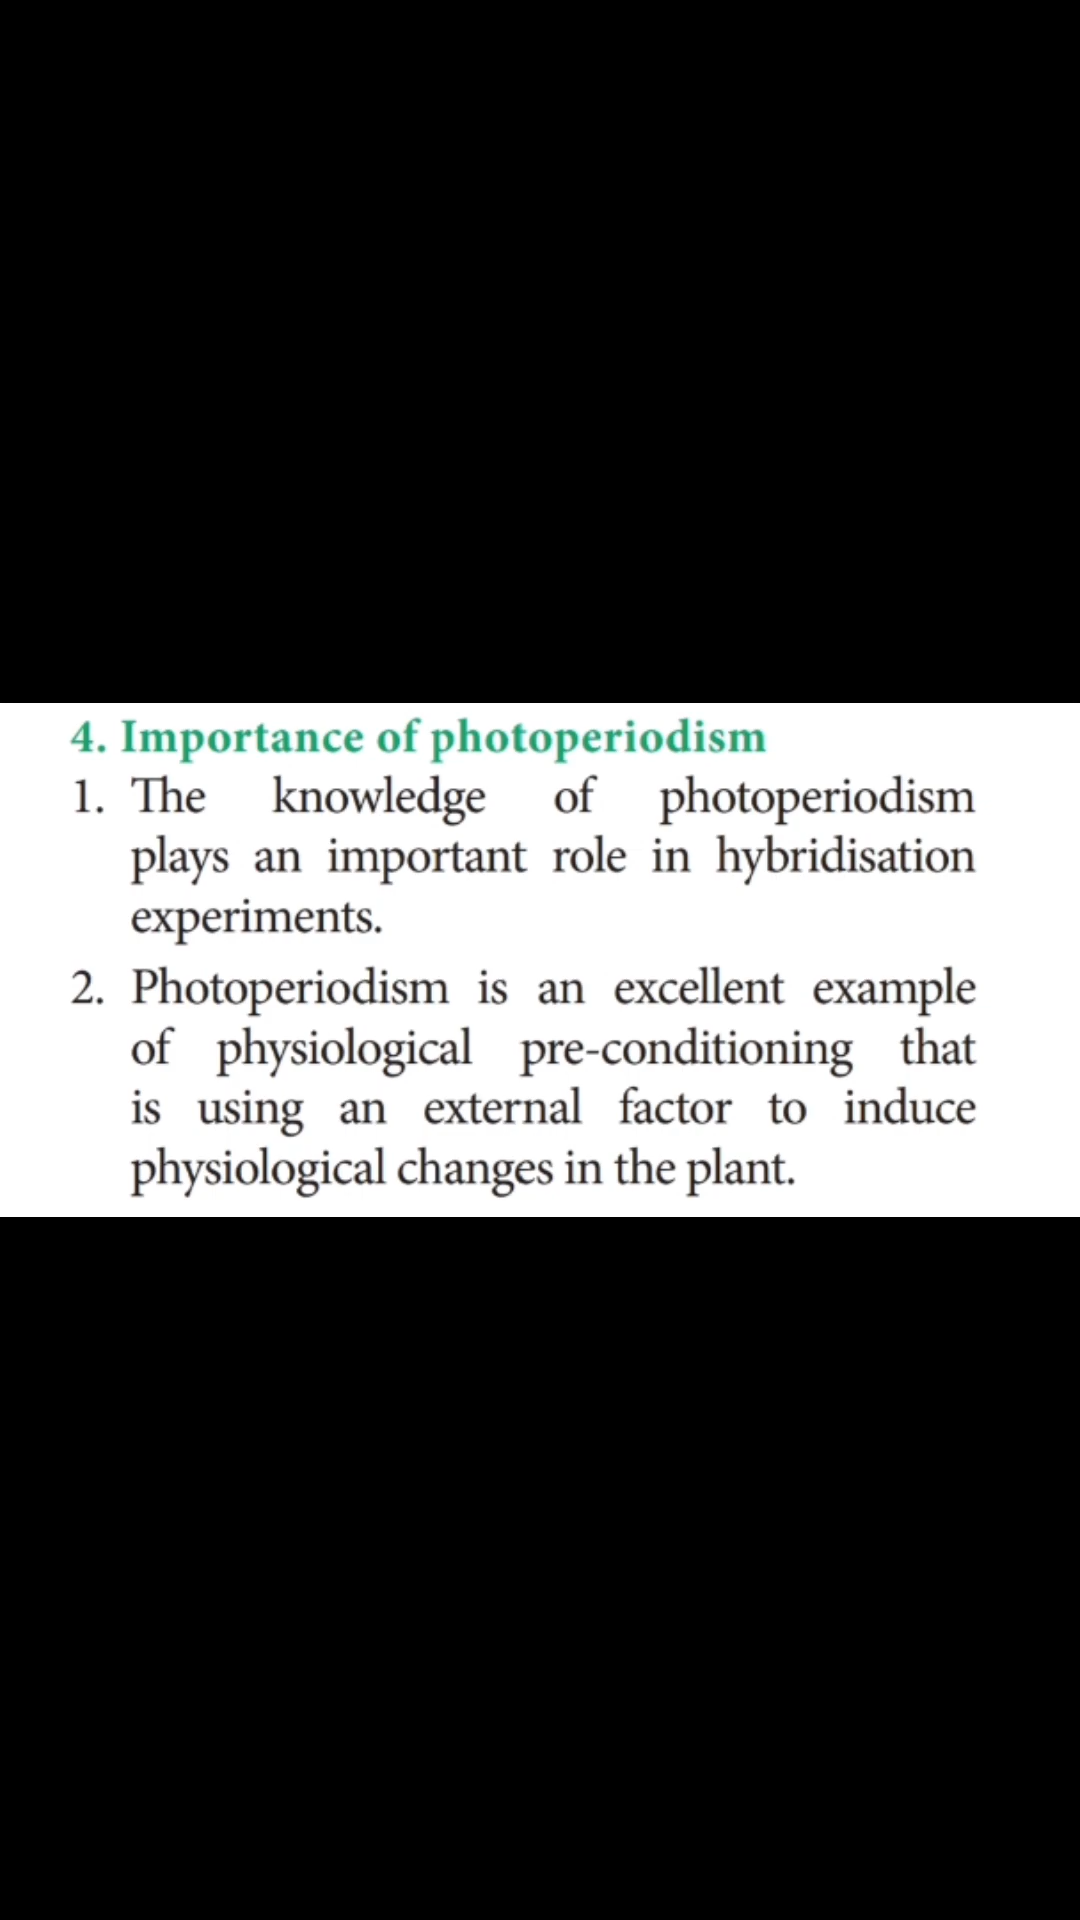 4. Importance of photoperiodism
1. The knowledge of photoperiodism
plays an important role in hybridisation
experiments.
2. Photoperiodism is an excellent example
of physiological pre-conditioning that
is using an external factor to induce
physiological changes in the plant.